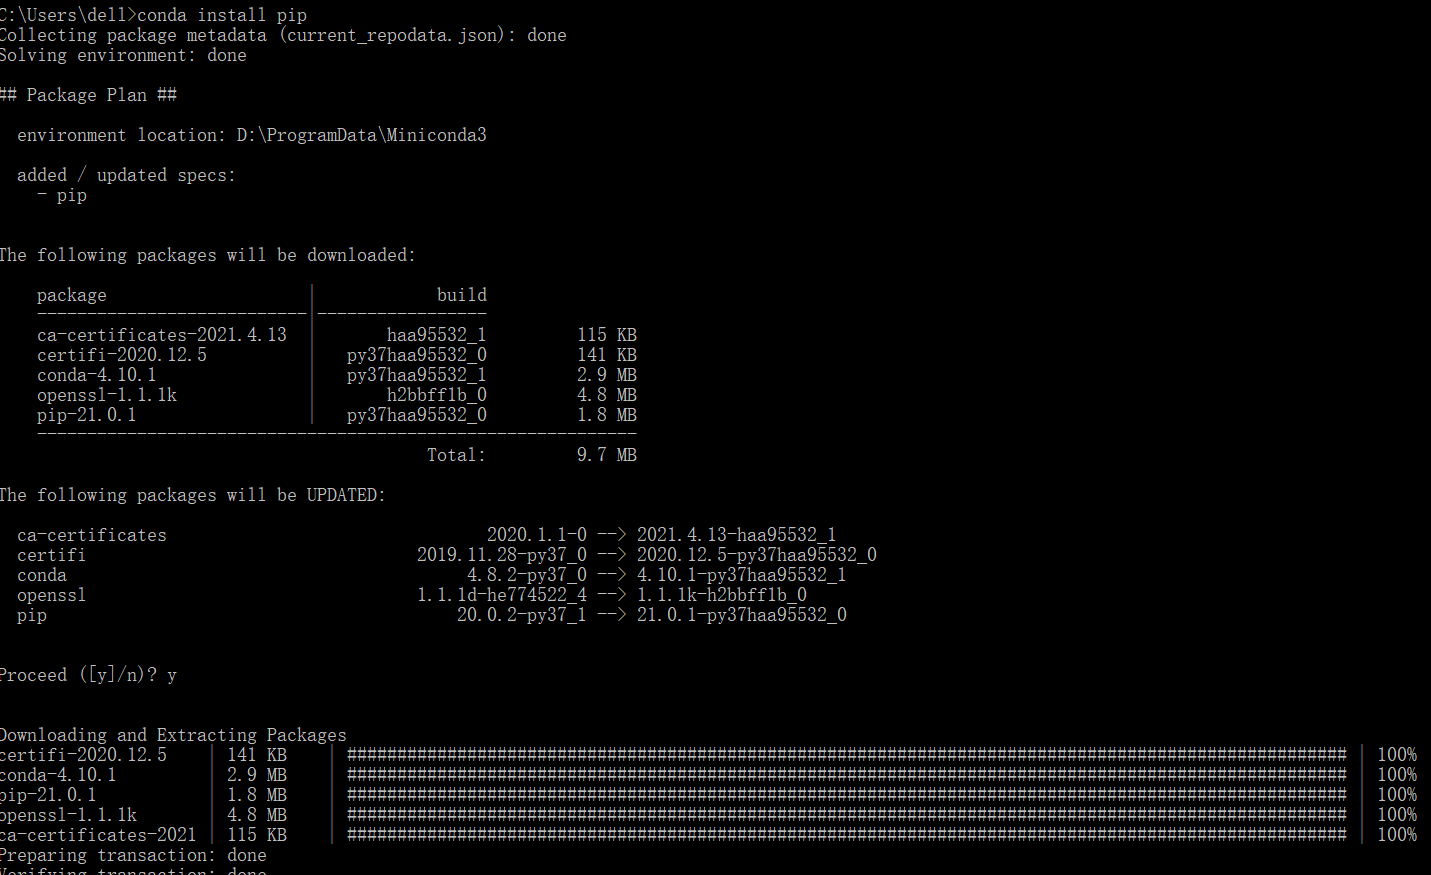 C:\Users\dell>conda install pip
Collecting package metadata (current_repodata.json): done
Solving environment: done
## Package Plan ##
environment location: D:\ProgramData\Miniconda3
added / updated specs:
- pip
The following packages will be downloaded:
package | build
---------------------------|-----------------
ca-certificates-2021.4.13 | haa95532_1 115 KB
certifi-2020.12.5 | py37haa95532_0 141 KB
conda-4.10.1 | py37haa95532_1 2.9 MB
openssl-1.1.1k | h2bbff1b_0 4.8 MB
pip-21.0.1 | py37haa95532_0 1.8 MB
------------------------------------------------------------
Total: 9.7 MB
The following packages will be UPDATED:
ca-certificates 2020.1.1-0 --> 2021.4.13-haa95532_1
certifi 2019.11.28-py37_0 --> 2020.12.5-py37haa95532_0
conda 4.8.2-py37_0 --> 4.10.1-py37haa95532_1
openssl 1.1.1d-he774522_4 --> 1.1.1k-h2bbff1b_0
pip 20.0.2-py37_1 --> 21.0.1-py37haa95532_0
Proceed ([y]/n)? y
Downloading and Extracting Packages
certifi-2020.12.5 | 141 KB | #################################################################################################### | 100%
conda-4.10.1 | 2.9 MB | #################################################################################################### | 100%
pip-21.0.1 | 1.8 MB | #################################################################################################### | 100%
openssl-1.1.1k | 4.8 MB | #################################################################################################### | 100%
ca-certificates-2021 | 115 KB | #################################################################################################### | 100%
Preparing transaction: done
Verifying transaction: done